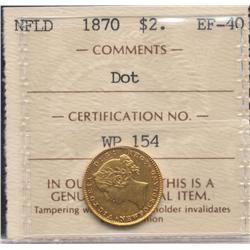 NFLD 1870 $2. EF-40
— COMMENTS —
Dot
— CERTIFICATION NO. —
WP 154
IN OU THIS IS A
GENU AL ITEM.
Tampering w holder invalidates